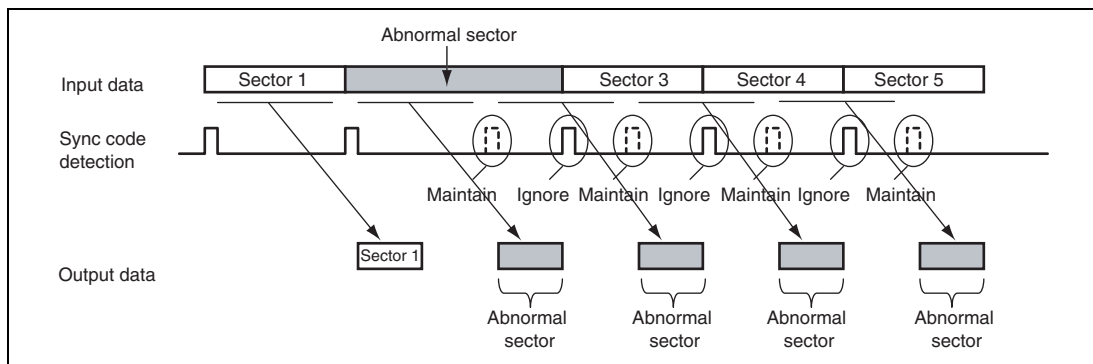 Abnormal sector
Input data
Sector 1
Sector 3
Sector 4
Sector 5
Sync code
detection
Maintain
Ignore
Maintain
Ignore
Maintain
Ignore
Maintain
Output data
Sector 1
Abnormal
sector
Abnormal
sector
Abnormal
sector
Abnormal
sector